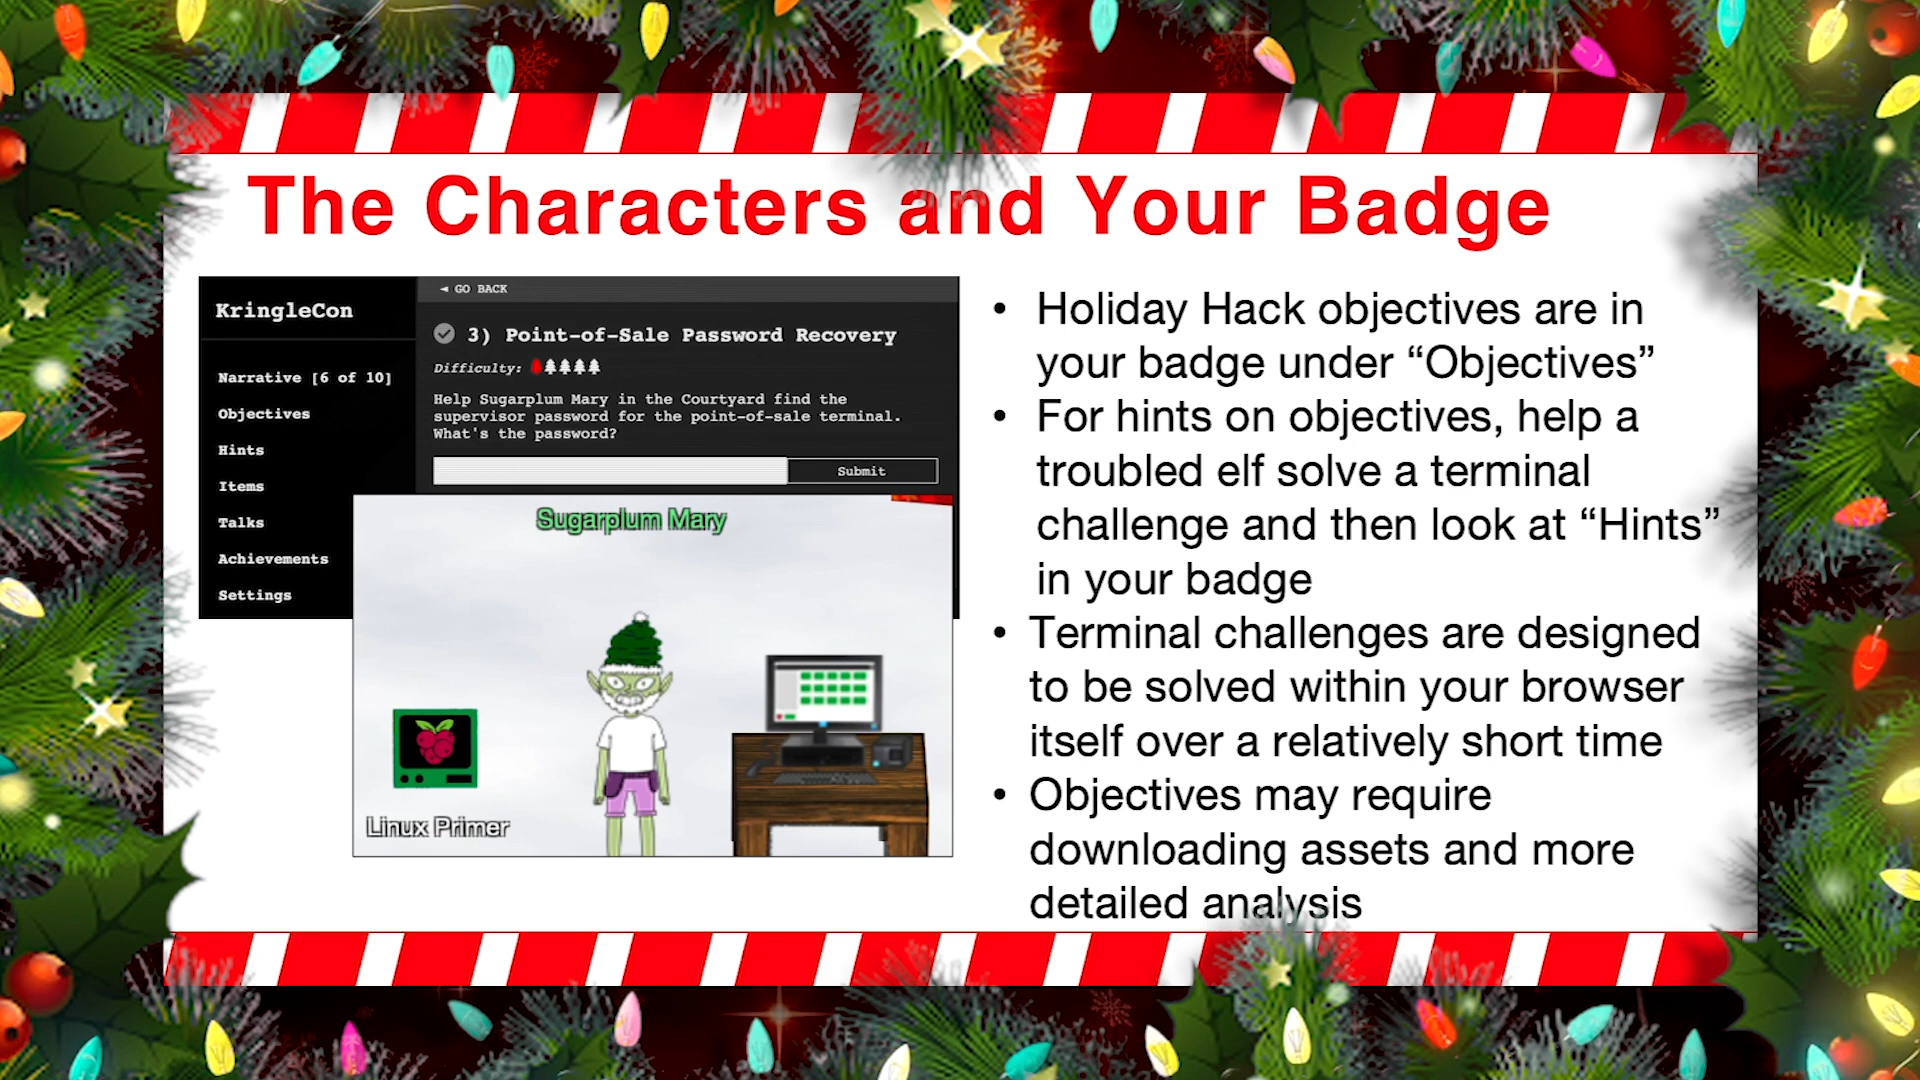 The Characters and Your Badge
KringleCon
Narrative [6 of 10]
Objectives
Hints
Items
Talks
Achievements
Settings
◄ GO BACK
3) Point-of-Sale Password Recovery
Difficulty:
Help Sugarplum Mary in the Courtyard find the
supervisor password for the point-of-sale terminal.
What's the password?
Submit
Sugarplum Mary
Linux Primer
• Holiday Hack objectives are in
your badge under “Objectives”
• For hints on objectives, help a
troubled elf solve a terminal
challenge and then look at “Hints”
in your badge
• Terminal challenges are designed
to be solved within your browser
itself over a relatively short time
• Objectives may require
downloading assets and more
detailed analysis